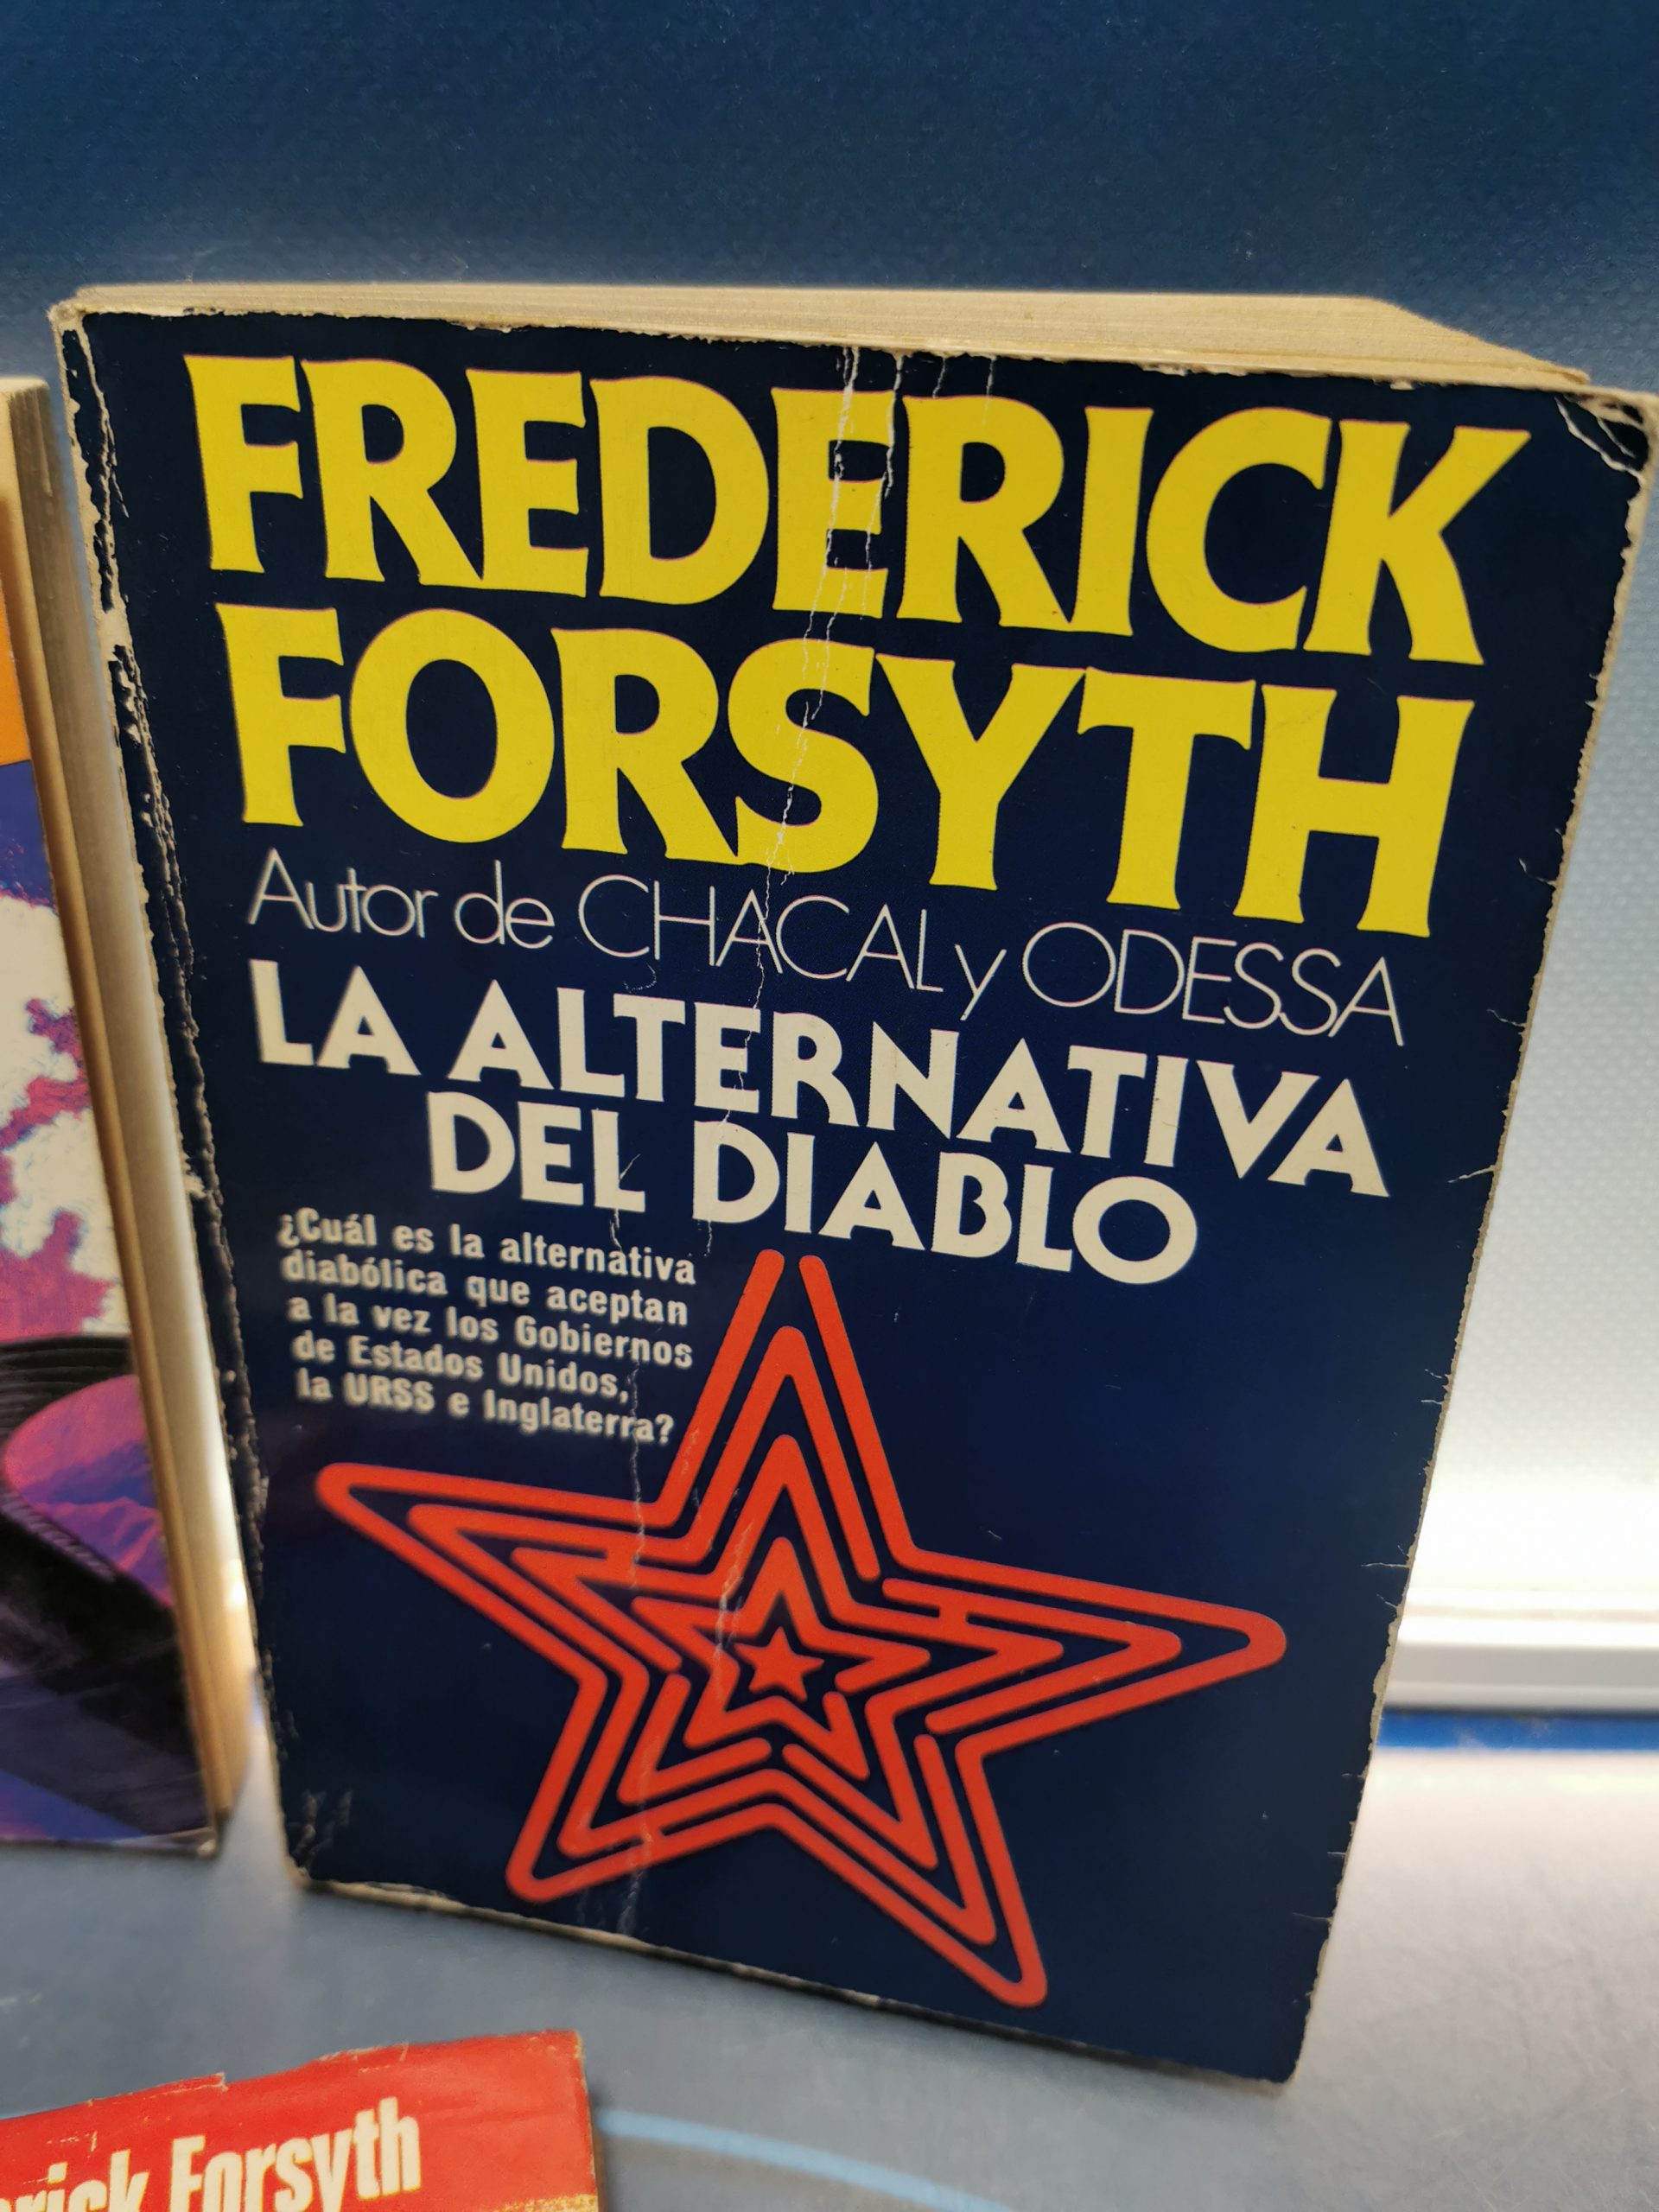 FREDERICK
FORSYTH
Autor de CHACAL y ODESSA
LA ALTERNATIVA
DEL DIABLO
¿Cuál es la alternativa
diabólica que aceptan
a la vez los Gobiernos
de Estados Unidos,
la URSS e Inglaterra?
Forsyth